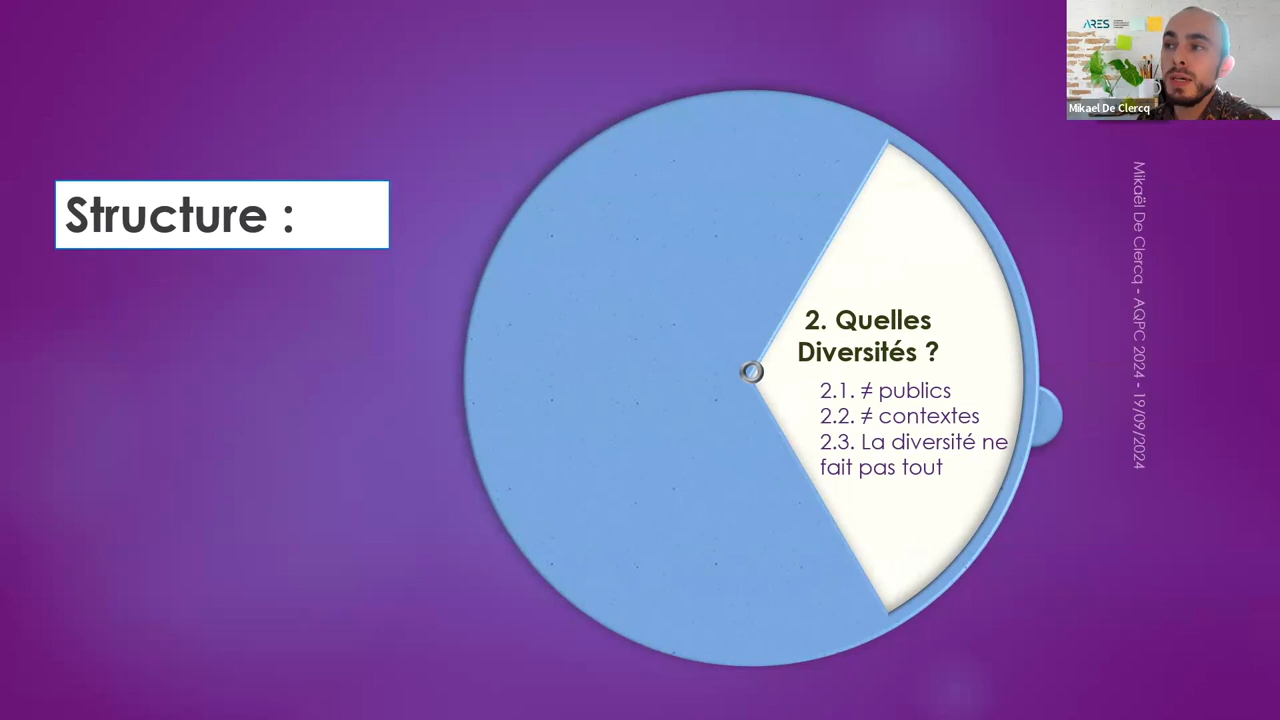 ARES
Mikael De Clercq
Structure :
2. Quelles
Diversités ?
2.1. ≠ publics
2.2. ≠ contextes
2.3. La diversité ne
fait pas tout
Mikaël De Clercq - AQPC 2024 - 19/09/2024